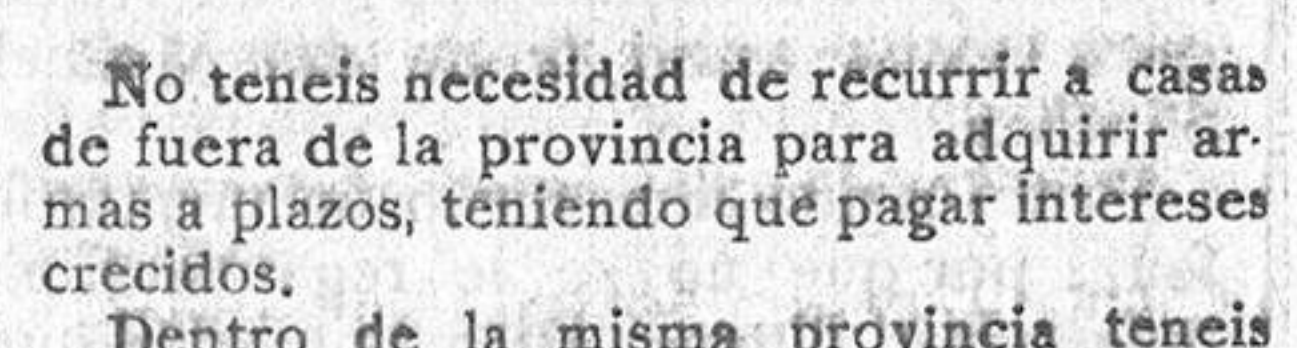 No teneis necesidad de recurrir a casas
de fuera de la provincia para adquirir ar-
mas a plazos, teniendo que pagar intereses
crecidos.
Dentro de la misma provincia teneis